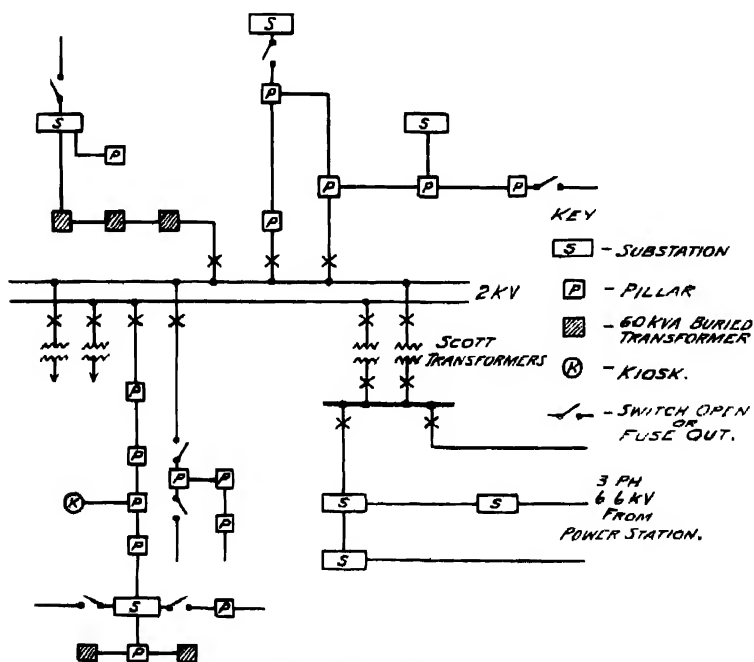 S
S
S
P
P
P
P
P
P
KEY
S - SUBSTATION
2KV
P - PILLAR
- 60KVA BURIED
TRANSFORMER
SCOTT
TRANSFORMERS
K - KIOSK.
- SWITCH OPEN
OR
FUSE OUT.
P
P
P
P
K
P
P
P
S
S
3 PH
6 6KV
FROM
POWER STATION.
S
S
P
P